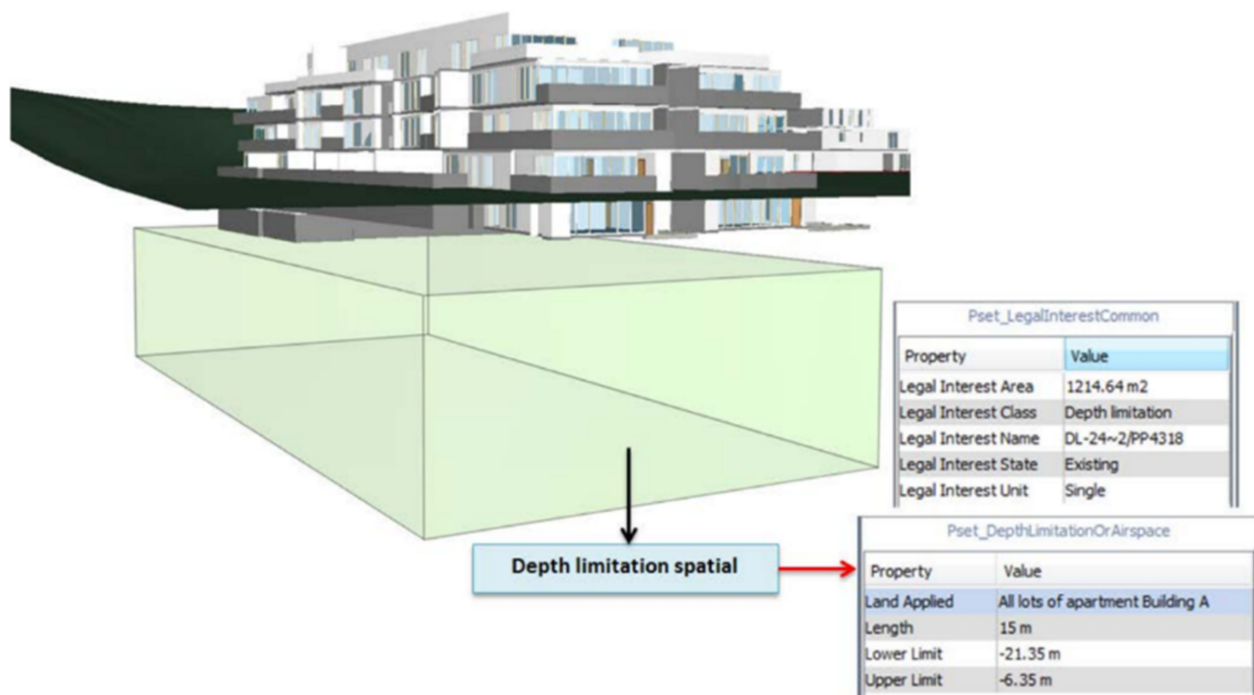 Pset_LegalInterestCommon
Property Value
Legal Interest Area 1214.64 m2
Legal Interest Class Depth limitation
Legal Interest Name DL-24~2/PP4318
Legal Interest State Existing
Legal Interest Unit Single
Depth limitation spatial
Pset_DepthLimitationOrAirspace
Property Value
Land Applied All lots of apartment Building A
Length 15 m
Lower Limit -21.35 m
Upper Limit -6.35 m